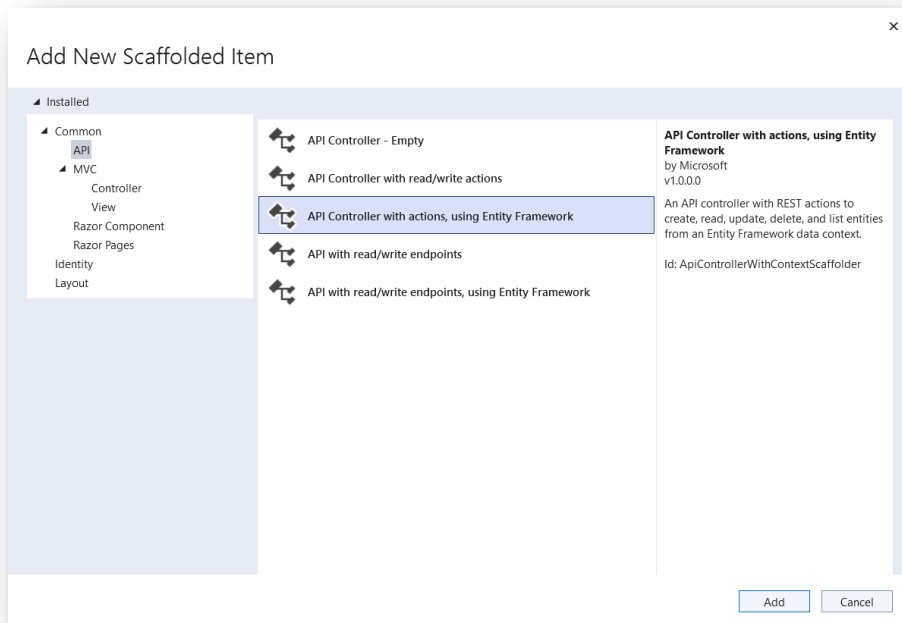 Add New Scaffolded Item
Installed
Common
API
MVC
Controller
View
Razor Component
Razor Pages
Identity
Layout
API Controller - Empty
API Controller with read/write actions
API Controller with actions, using Entity Framework
API with read/write endpoints
API with read/write endpoints, using Entity Framework
API Controller with actions, using Entity
Framework
by Microsoft
v1.0.0.0
An API controller with REST actions to
create, read, update, delete, and list entities
from an Entity Framework data context.
Id: ApiControllerWithContextScaffolder
Add
Cancel